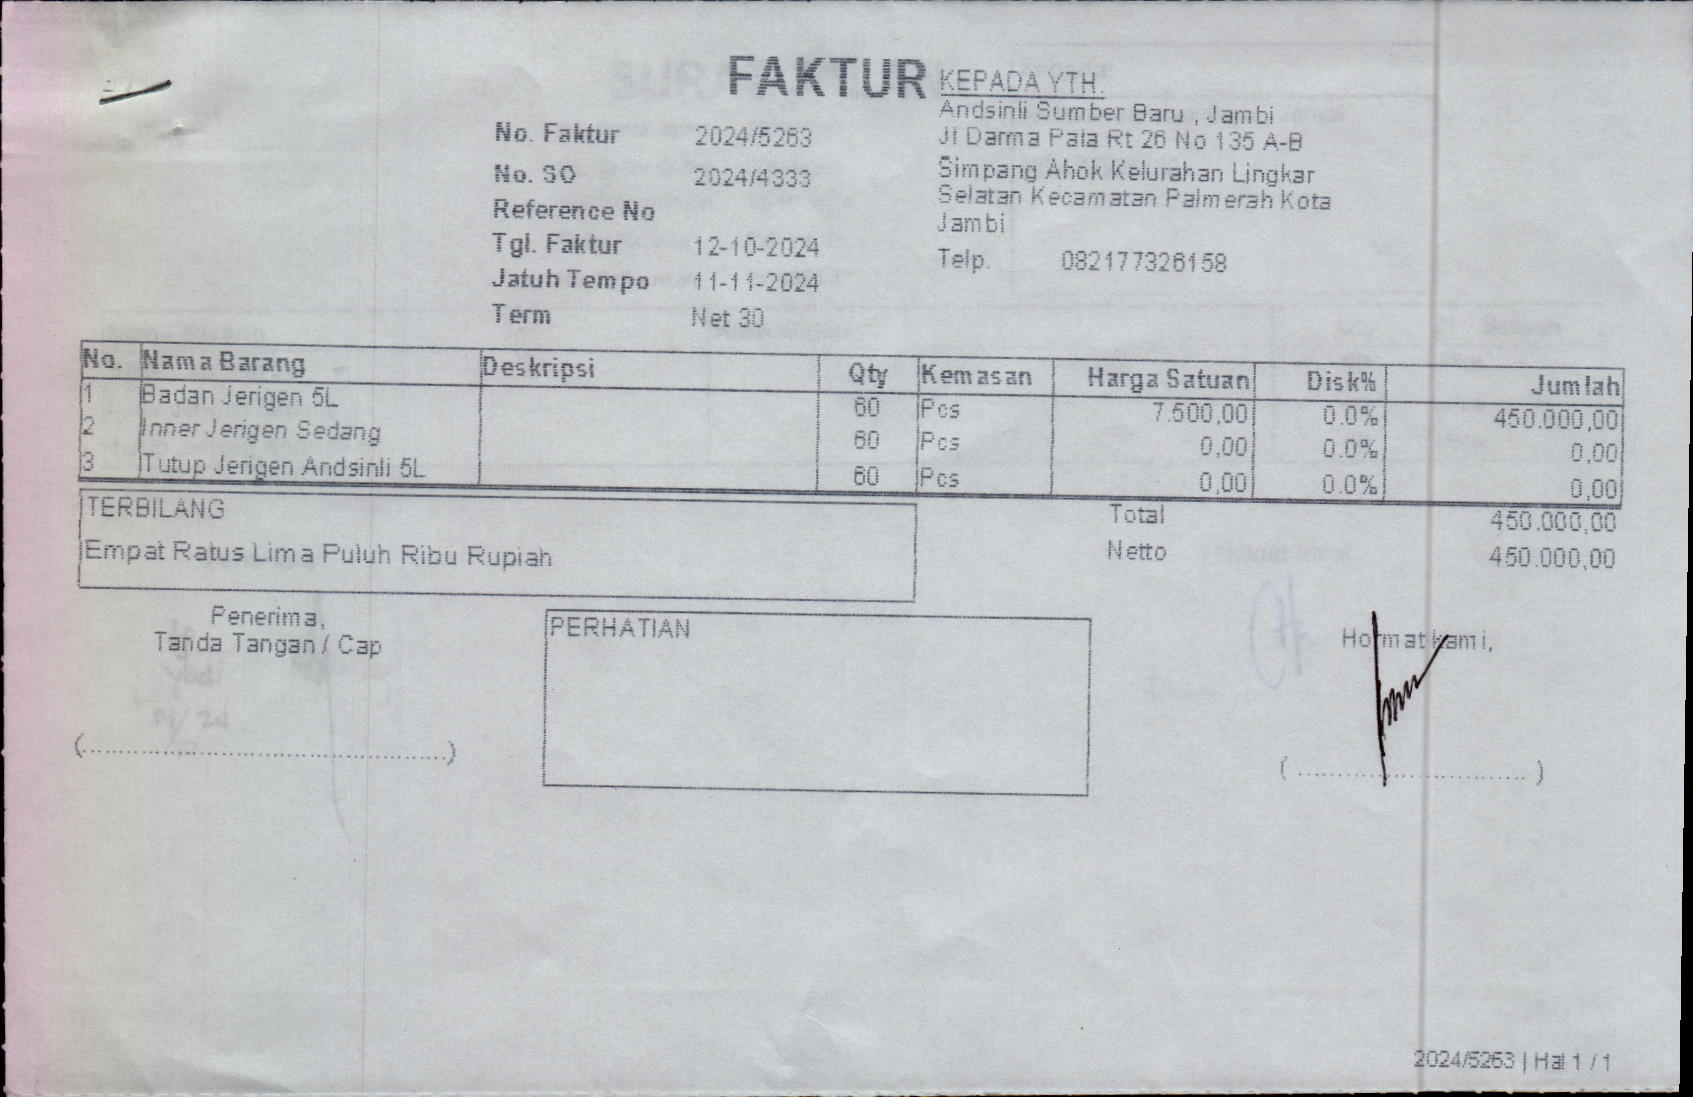 FAKTUR
KEPADA YTH.
Andsinli Sumber Baru , Jambi
Jl Darma Pala Rt 26 No 135 A-B
Simpang Ahok Kelurahan Lingkar
Selatan Kecamatan Palmerah Kota
Jambi
Telp. 082177326158
No. Faktur 2024/5263
No. SO 2024/4333
Reference No
Tgl. Faktur 12-10-2024
Jatuh Tempo 11-11-2024
Term Net 30
No. Nama Barang Deskripsi Qty Kemasan Harga Satuan Disk% Jumlah
1 Badan Jerigen 5L 60 Pcs 7.500,00 0.0% 450.000,00
2 Inner Jerigen Sedang 60 Pcs 0,00 0.0% 0,00
3 Tutup Jerigen Andsinli 5L 60 Pcs 0,00 0.0% 0,00
TERBILANG
Empat Ratus Lima Puluh Ribu Rupiah
Total 450.000,00
Netto 450.000,00
Penerima,
Tanda Tangan / Cap
(.............................................)
PERHATIAN
Hormat kami,
( ............................. )
2024/5263 | Hal 1 / 1